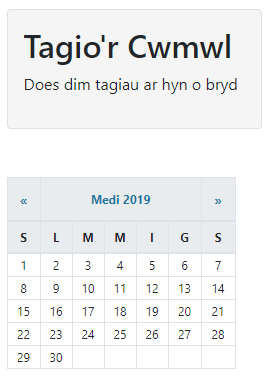 Tagio'r Cwmwl
Does dim tagiau ar hyn o bryd
« Medi 2019 »
S L M M I G S
1 2 3 4 5 6 7
8 9 10 11 12 13 14
15 16 17 18 19 20 21
22 23 24 25 26 27 28
29 30